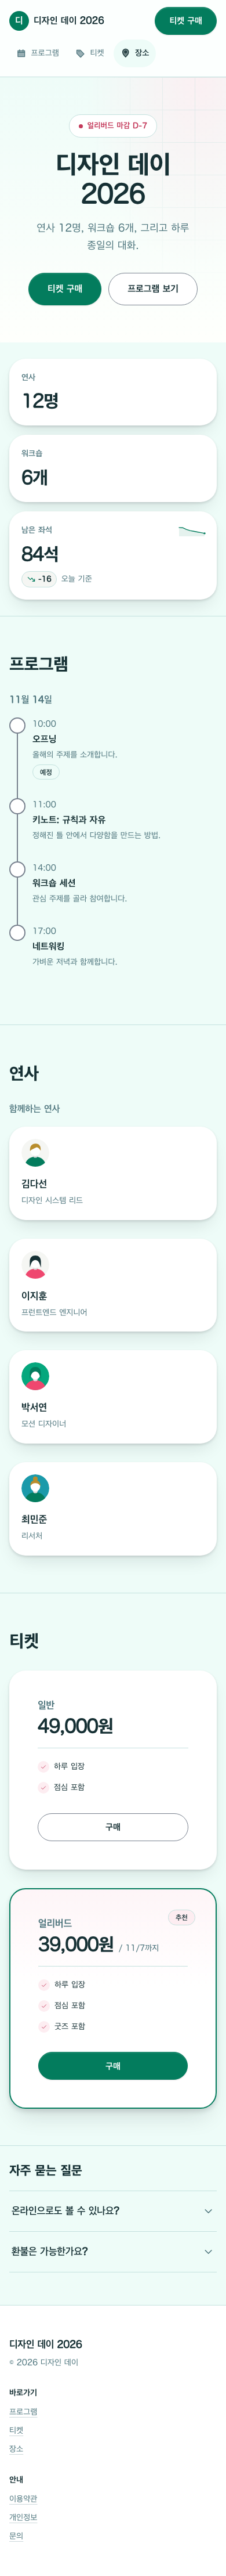 디 디자인 데이 2026
티켓 구매
프로그램 티켓 장소
얼리버드 마감 D-7
디자인 데이
2026
연사 12명, 워크숍 6개, 그리고 하루
종일의 대화.
티켓 구매 프로그램 보기
연사
12명
워크숍
6개
남은 좌석
84석
-16 오늘 기준
프로그램
11월 14일
10:00
오프닝
올해의 주제를 소개합니다.
예정
11:00
키노트: 규칙과 자유
정해진 틀 안에서 다양함을 만드는 방법.
14:00
워크숍 세션
관심 주제를 골라 참여합니다.
17:00
네트워킹
가벼운 저녁과 함께합니다.
연사
함께하는 연사
김다선
디자인 시스템 리드
이지훈
프런트엔드 엔지니어
박서연
모션 디자이너
최민준
리서처
티켓
일반
49,000원
하루 입장
점심 포함
구매
추천
얼리버드
39,000원 / 11/7까지
하루 입장
점심 포함
굿즈 포함
구매
자주 묻는 질문
온라인으로도 볼 수 있나요?
환불은 가능한가요?
디자인 데이 2026
© 2026 디자인 데이
바로가기
프로그램
티켓
장소
안내
이용약관
개인정보
문의